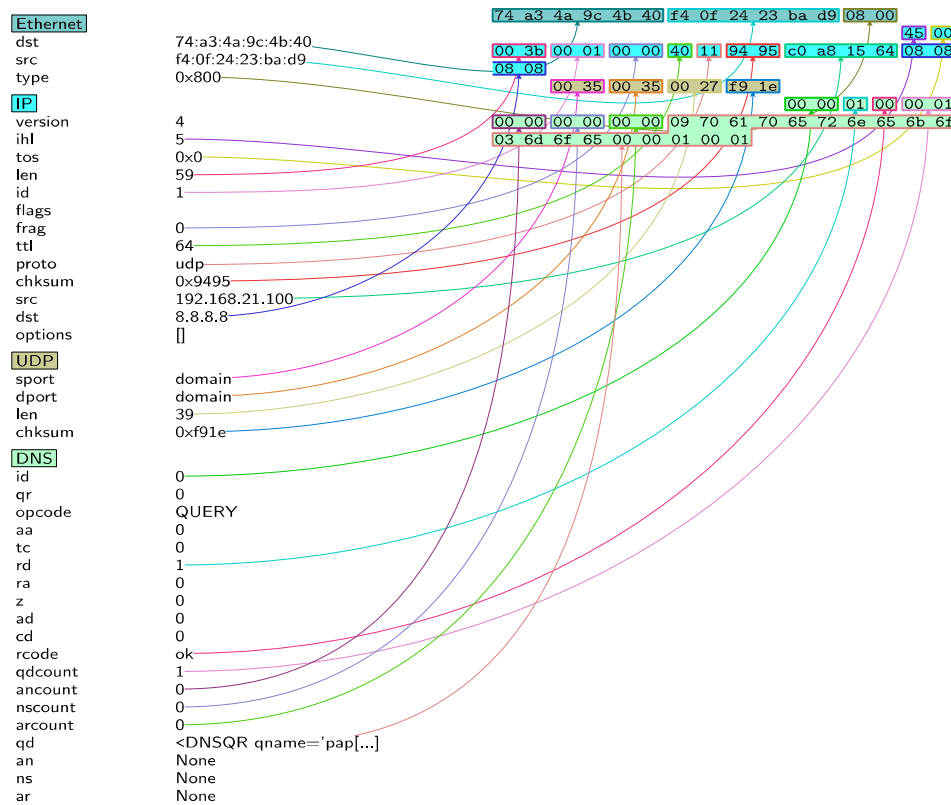 Ethernet
dst 74:a3:4a:9c:4b:40
src f4:0f:24:23:ba:d9
type 0x800
IP
version 4
ihl 5
tos 0x0
len 59
id 1
flags
frag 0
ttl 64
proto udp
chksum 0x9495
src 192.168.21.100
dst 8.8.8.8
options []
UDP
sport domain
dport domain
len 39
chksum 0xf91e
DNS
id 0
qr 0
opcode QUERY
aa 0
tc 0
rd 1
ra 0
z 0
ad 0
cd 0
rcode ok
qdcount 1
ancount 0
nscount 0
arcount 0
qd <DNSQR qname='pap[...]
an None
ns None
ar None
74 a3 4a 9c 4b 40 f4 0f 24 23 ba d9 08 00
45 00
00 3b 00 01 00 00 40 11 94 95 c0 a8 15 64 08 08
08 08
00 35 00 35 00 27 f9 1e
00 00 01 00 00 01
00 00 00 00 00 00 09 70 61 70 65 72 6e 65 6b 6f
03 6d 6f 65 00 00 01 00 01